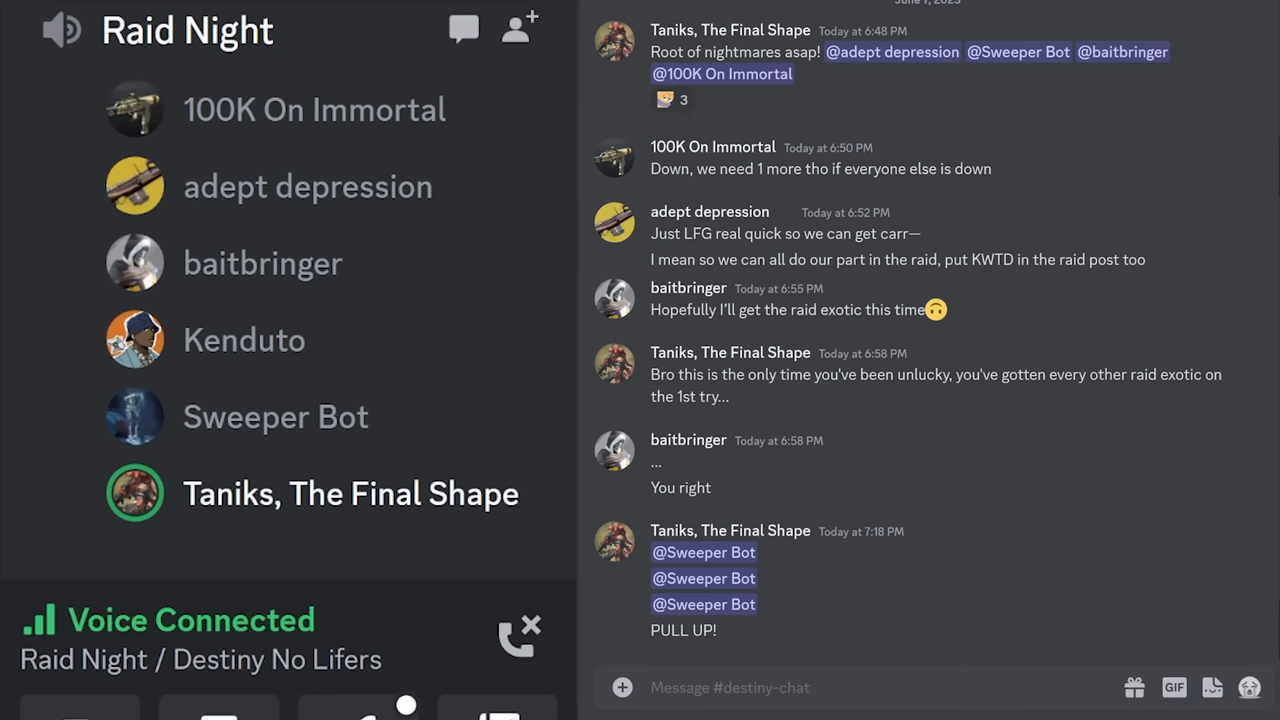 Raid Night
100K On Immortal
adept depression
baitbringer
Kenduto
Sweeper Bot
Taniks, The Final Shape
Voice Connected
Raid Night / Destiny No Lifers
June 1, 2023
Taniks, The Final Shape Today at 6:48 PM
Root of nightmares asap! @adept depression @Sweeper Bot @baitbringer
@100K On Immortal
3
100K On Immortal Today at 6:50 PM
Down, we need 1 more tho if everyone else is down
adept depression Today at 6:52 PM
Just LFG real quick so we can get carr—
I mean so we can all do our part in the raid, put KWTD in the raid post too
baitbringer Today at 6:55 PM
Hopefully I’ll get the raid exotic this time🙃
Taniks, The Final Shape Today at 6:58 PM
Bro this is the only time you've been unlucky, you've gotten every other raid exotic on
the 1st try...
baitbringer Today at 6:58 PM
...
You right
Taniks, The Final Shape Today at 7:18 PM
@Sweeper Bot
@Sweeper Bot
@Sweeper Bot
PULL UP!
Message #destiny-chat
GIF